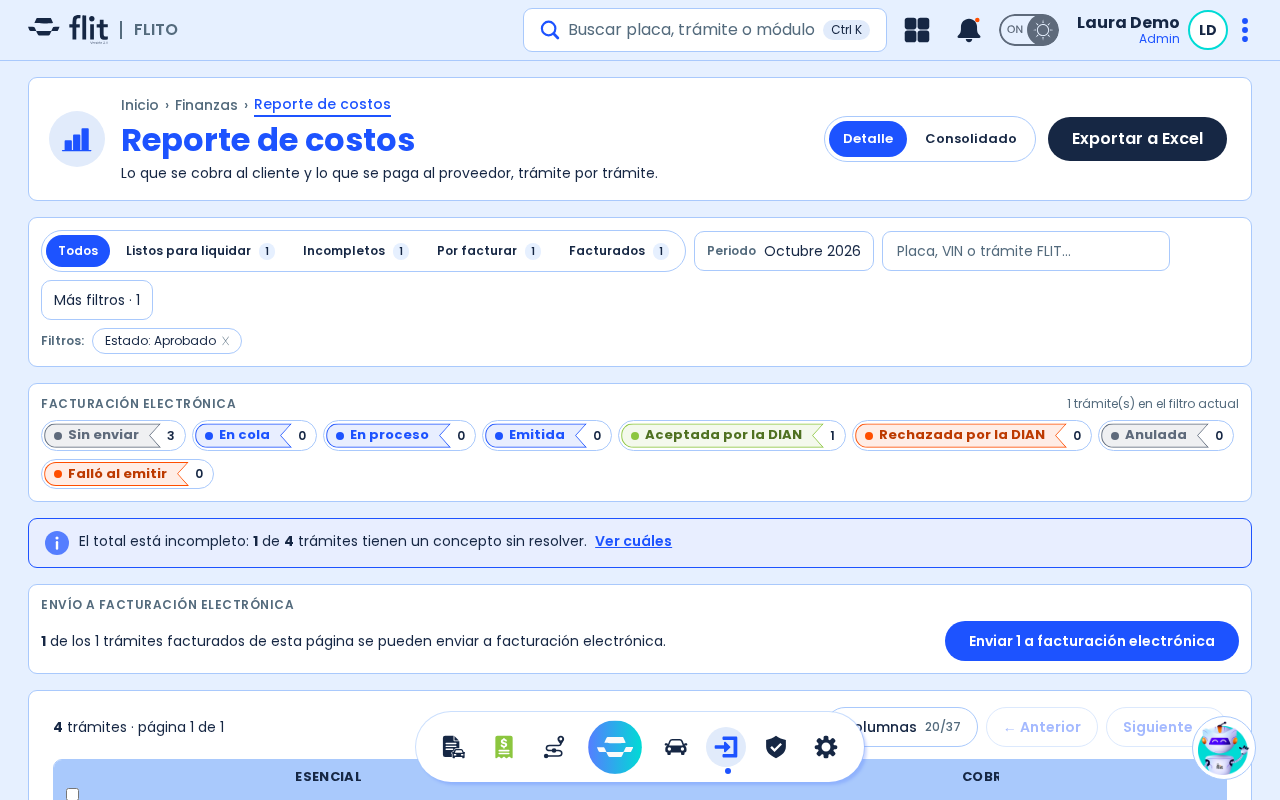 flit | FLITO
Buscar placa, trámite o módulo Ctrl K
ON
Laura Demo
Admin
LD
Inicio › Finanzas › Reporte de costos
Reporte de costos
Lo que se cobra al cliente y lo que se paga al proveedor, trámite por trámite.
Detalle Consolidado
Exportar a Excel
Todos Listos para liquidar 1 Incompletos 1 Por facturar 1 Facturados 1
Periodo Octubre 2026
Placa, VIN o trámite FLIT...
Más filtros · 1
Filtros: Estado: Aprobado X
FACTURACIÓN ELECTRÓNICA
1 trámite(s) en el filtro actual
Sin enviar 3 En cola 0 En proceso 0 Emitida 0 Aceptada por la DIAN 1 Rechazada por la DIAN 0 Anulada 0
Falló al emitir 0
El total está incompleto: 1 de 4 trámites tienen un concepto sin resolver. Ver cuáles
ENVÍO A FACTURACIÓN ELECTRÓNICA
1 de los 1 trámites facturados de esta página se pueden enviar a facturación electrónica.
Enviar 1 a facturación electrónica
4 trámites · página 1 de 1
olumnas 20/37
← Anterior
Siguiente
ESENCIAL
COBR